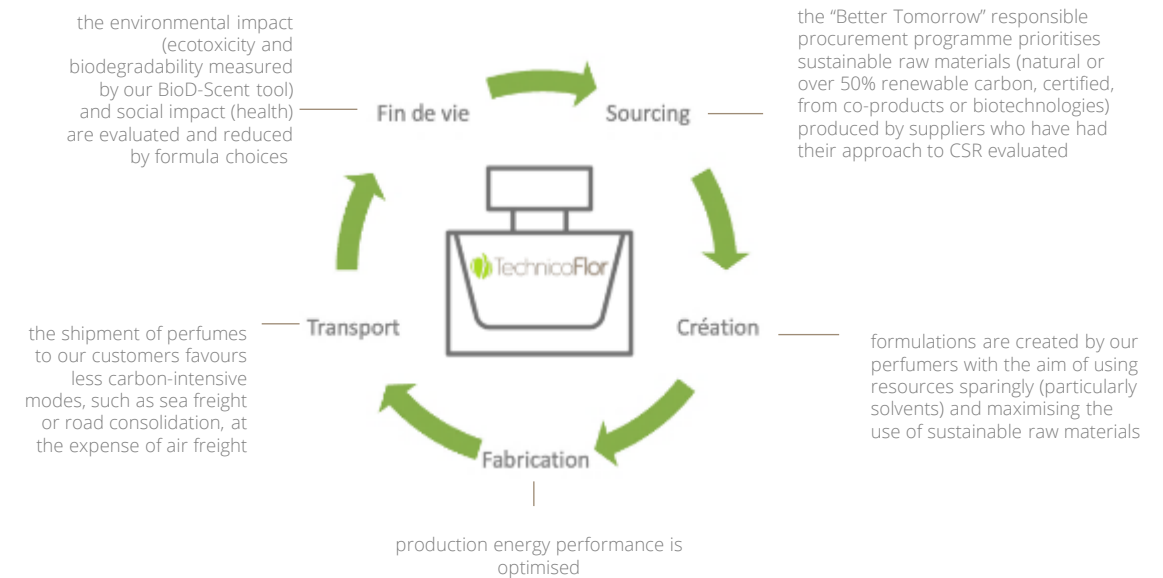 the environmental impact
(ecotoxicity and
biodegradability measured
by our BioD-Scent tool)
and social impact (health)
are evaluated and reduced
by formula choices
Fin de vie
Sourcing
the “Better Tomorrow” responsible
procurement programme prioritises
sustainable raw materials (natural or
over 50% renewable carbon, certified,
from co-products or biotechnologies)
produced by suppliers who have had
their approach to CSR evaluated
TechnicoFlor
the shipment of perfumes
to our customers favours
less carbon-intensive
modes, such as sea freight
or road consolidation, at
the expense of air freight
Transport
Création
formulations are created by our
perfumers with the aim of using
resources sparingly (particularly
solvents) and maximising the
use of sustainable raw materials
Fabrication
production energy performance is
optimised